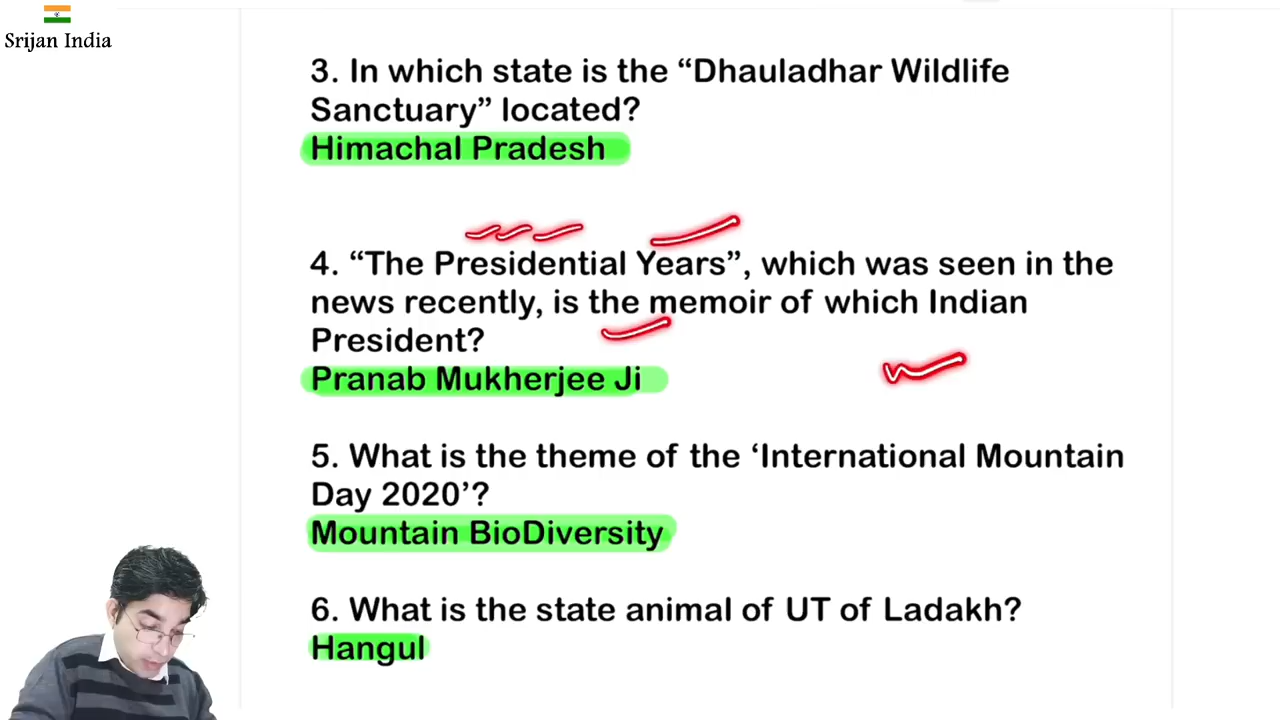 Srijan India
3. In which state is the “Dhauladhar Wildlife
Sanctuary” located?
Himachal Pradesh
4. “The Presidential Years”, which was seen in the
news recently, is the memoir of which Indian
President?
Pranab Mukherjee Ji
5. What is the theme of the ‘International Mountain
Day 2020’?
Mountain BioDiversity
6. What is the state animal of UT of Ladakh?
Hangul